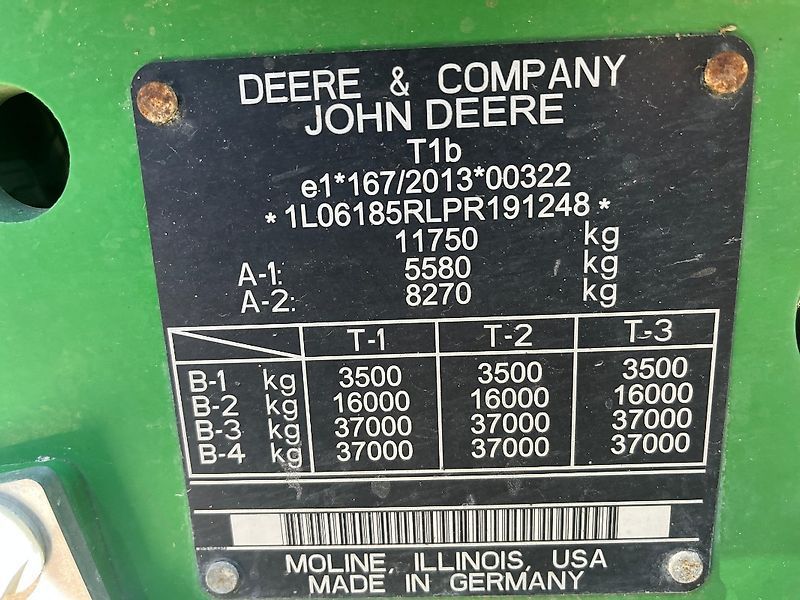 DEERE & COMPANY
JOHN DEERE
T1b
e1*167/2013*00322
*1L06185RLPR191248*
11750 kg
A-1: 5580 kg
A-2: 8270 kg
T-1 T-2 T-3
B-1 kg 3500 3500 3500
B-2 kg 16000 16000 16000
B-3 kg 37000 37000 37000
B-4 kg 37000 37000 37000
MOLINE, ILLINOIS, USA
MADE IN GERMANY